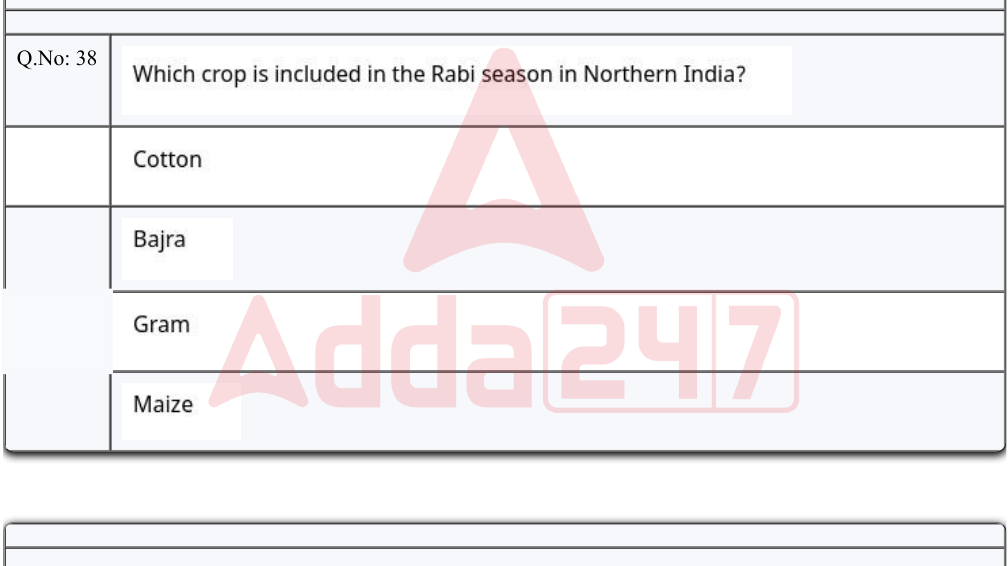 Q.No: 38
Which crop is included in the Rabi season in Northern India?
Cotton
Bajra
Gram
Maize
Adda247